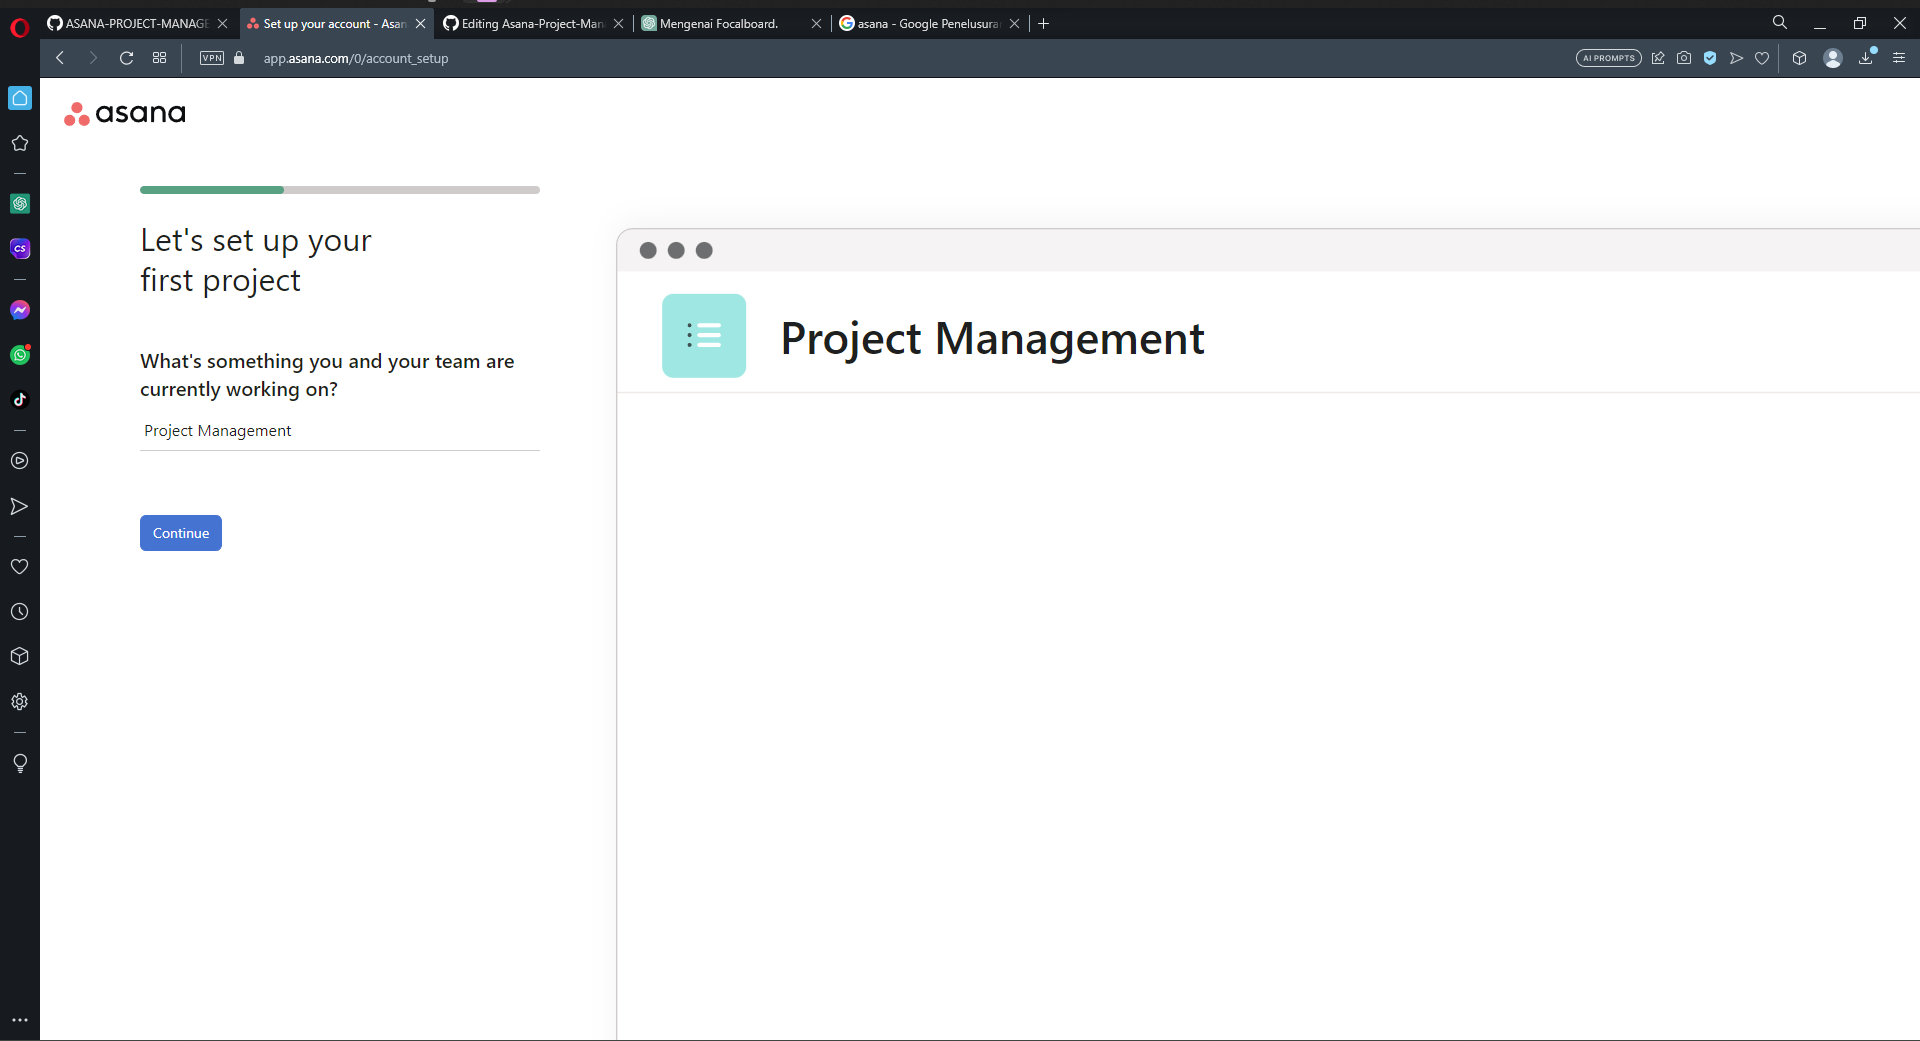 ASANA-PROJECT-MANAGE
Set up your account - Asan
Editing Asana-Project-Man
Mengenai Focalboard.
asana - Google Penelusura
VPN
app.asana.com/0/account_setup
AI PROMPTS
asana
CS
Let's set up your
first project
What's something you and your team are
currently working on?
Project Management
Continue
Project Management